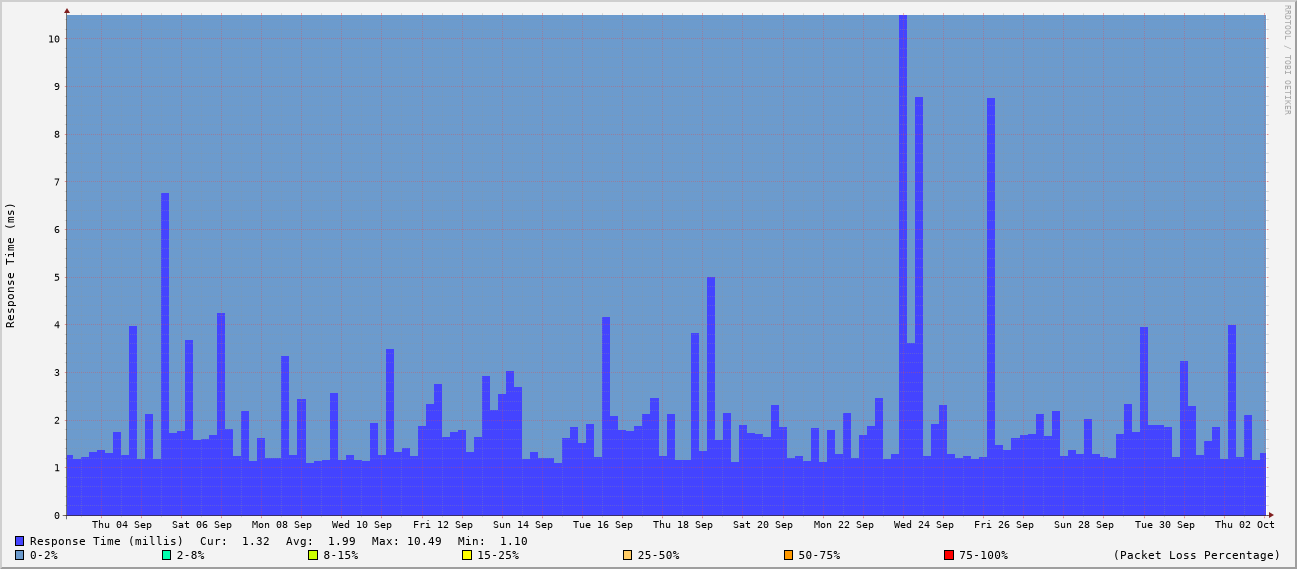 RRDTOOL / TOBI OETIKER
Response Time (ms)
10
9
8
7
6
5
4
3
2
1
0
Thu 04 Sep Sat 06 Sep Mon 08 Sep Wed 10 Sep Fri 12 Sep Sun 14 Sep Tue 16 Sep Thu 18 Sep Sat 20 Sep Mon 22 Sep Wed 24 Sep Fri 26 Sep Sun 28 Sep Tue 30 Sep Thu 02 Oct
Response Time (millis) Cur: 1.32 Avg: 1.99 Max: 10.49 Min: 1.10
0-2% 2-8% 8-15% 15-25% 25-50% 50-75% 75-100% (Packet Loss Percentage)